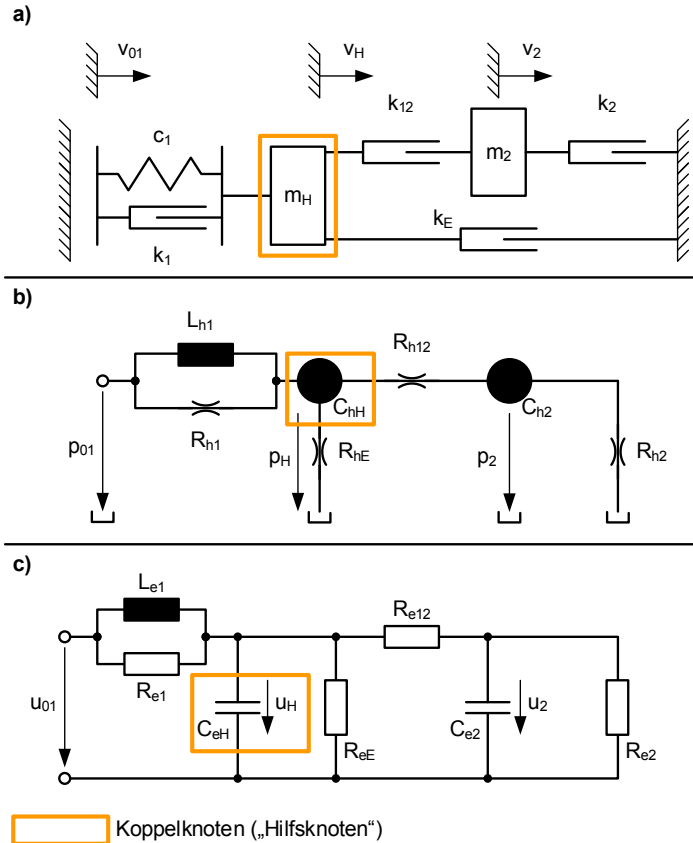 a)
v01
vH
v2
k12
k2
c1
mH
m2
k1
kE
b)
Lh1
Rh12
ChH
Ch2
Rh1
p01
pH
RhE
p2
Rh2
c)
Le1
Re12
Re1
u01
CeH
uH
ReE
Ce2
u2
Re2
Koppelknoten („Hilfsknoten“)